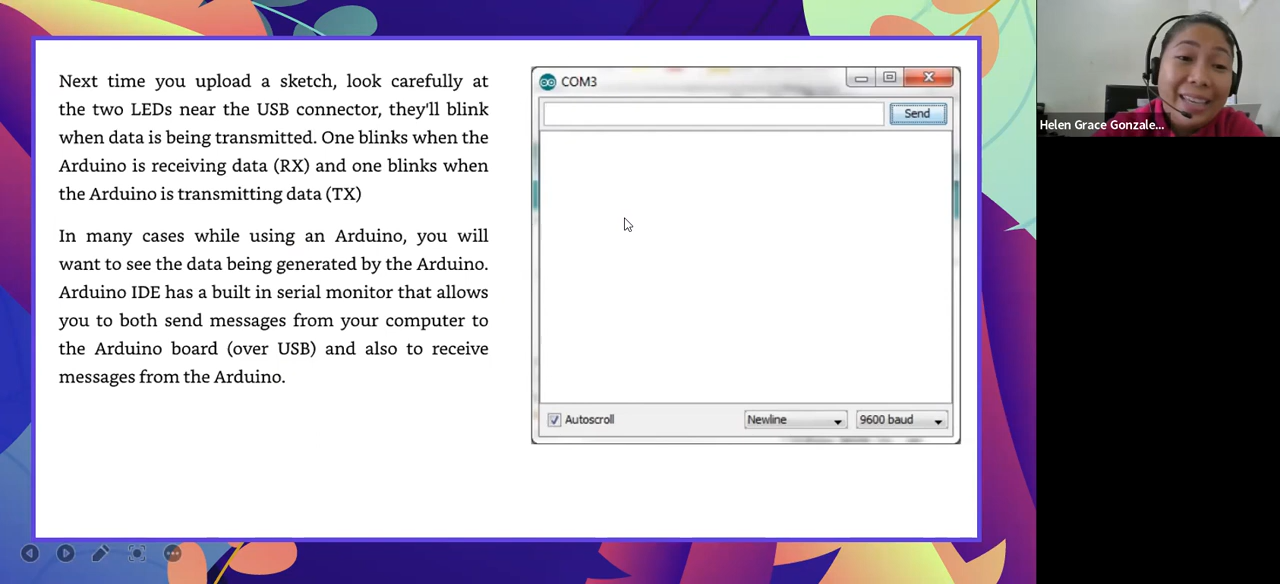 Next time you upload a sketch, look carefully at
the two LEDs near the USB connector, they'll blink
when data is being transmitted. One blinks when the
Arduino is receiving data (RX) and one blinks when
the Arduino is transmitting data (TX)
In many cases while using an Arduino, you will
want to see the data being generated by the Arduino.
Arduino IDE has a built in serial monitor that allows
you to both send messages from your computer to
the Arduino board (over USB) and also to receive
messages from the Arduino.
COM3
Send
Autoscroll
Newline
9600 baud
Helen Grace Gonzale...